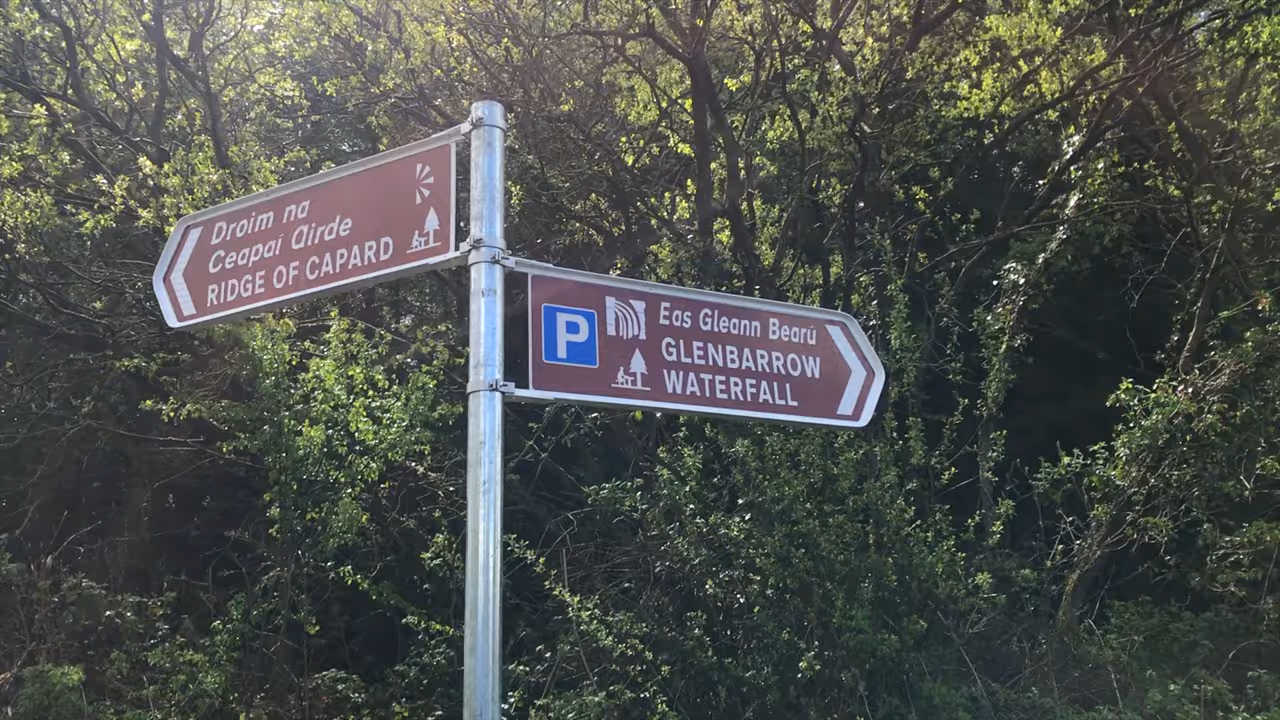 Droim na
Ceapaí Airde
RIDGE OF CAPARD
P
Eas Gleann Bearú
GLENBARROW
WATERFALL